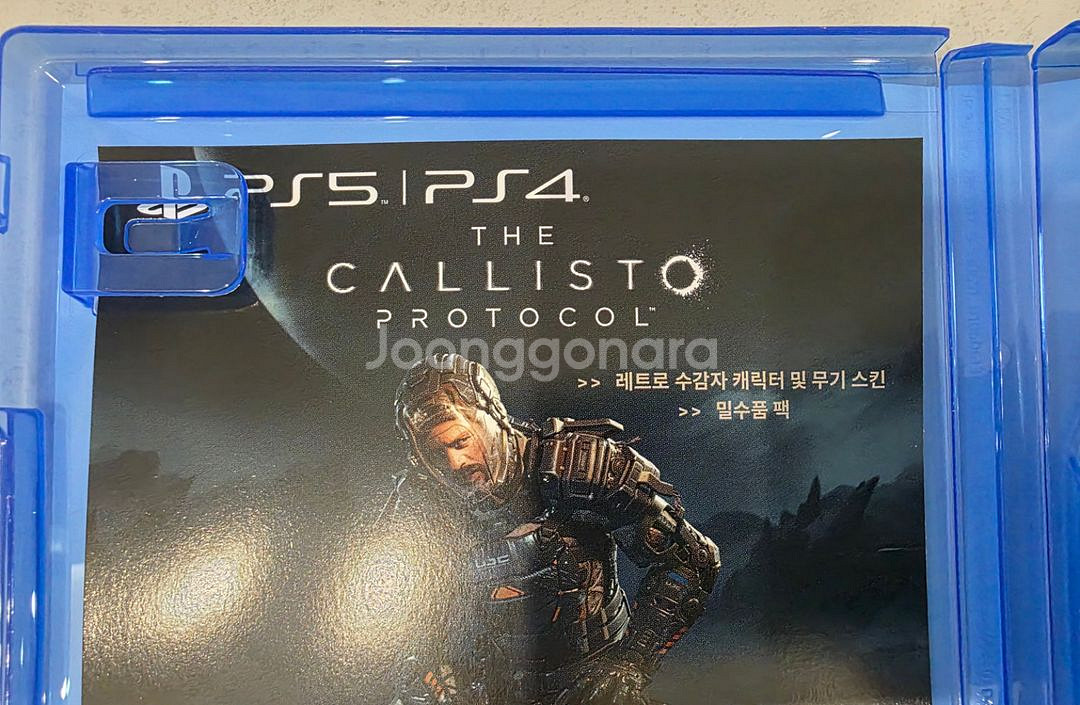 PS5™ | PS4®
THE
CALLISTO
PROTOCOL™
Joonggonara
>> 레트로 수감자 캐릭터 및 무기 스킨
>> 밀수품 팩